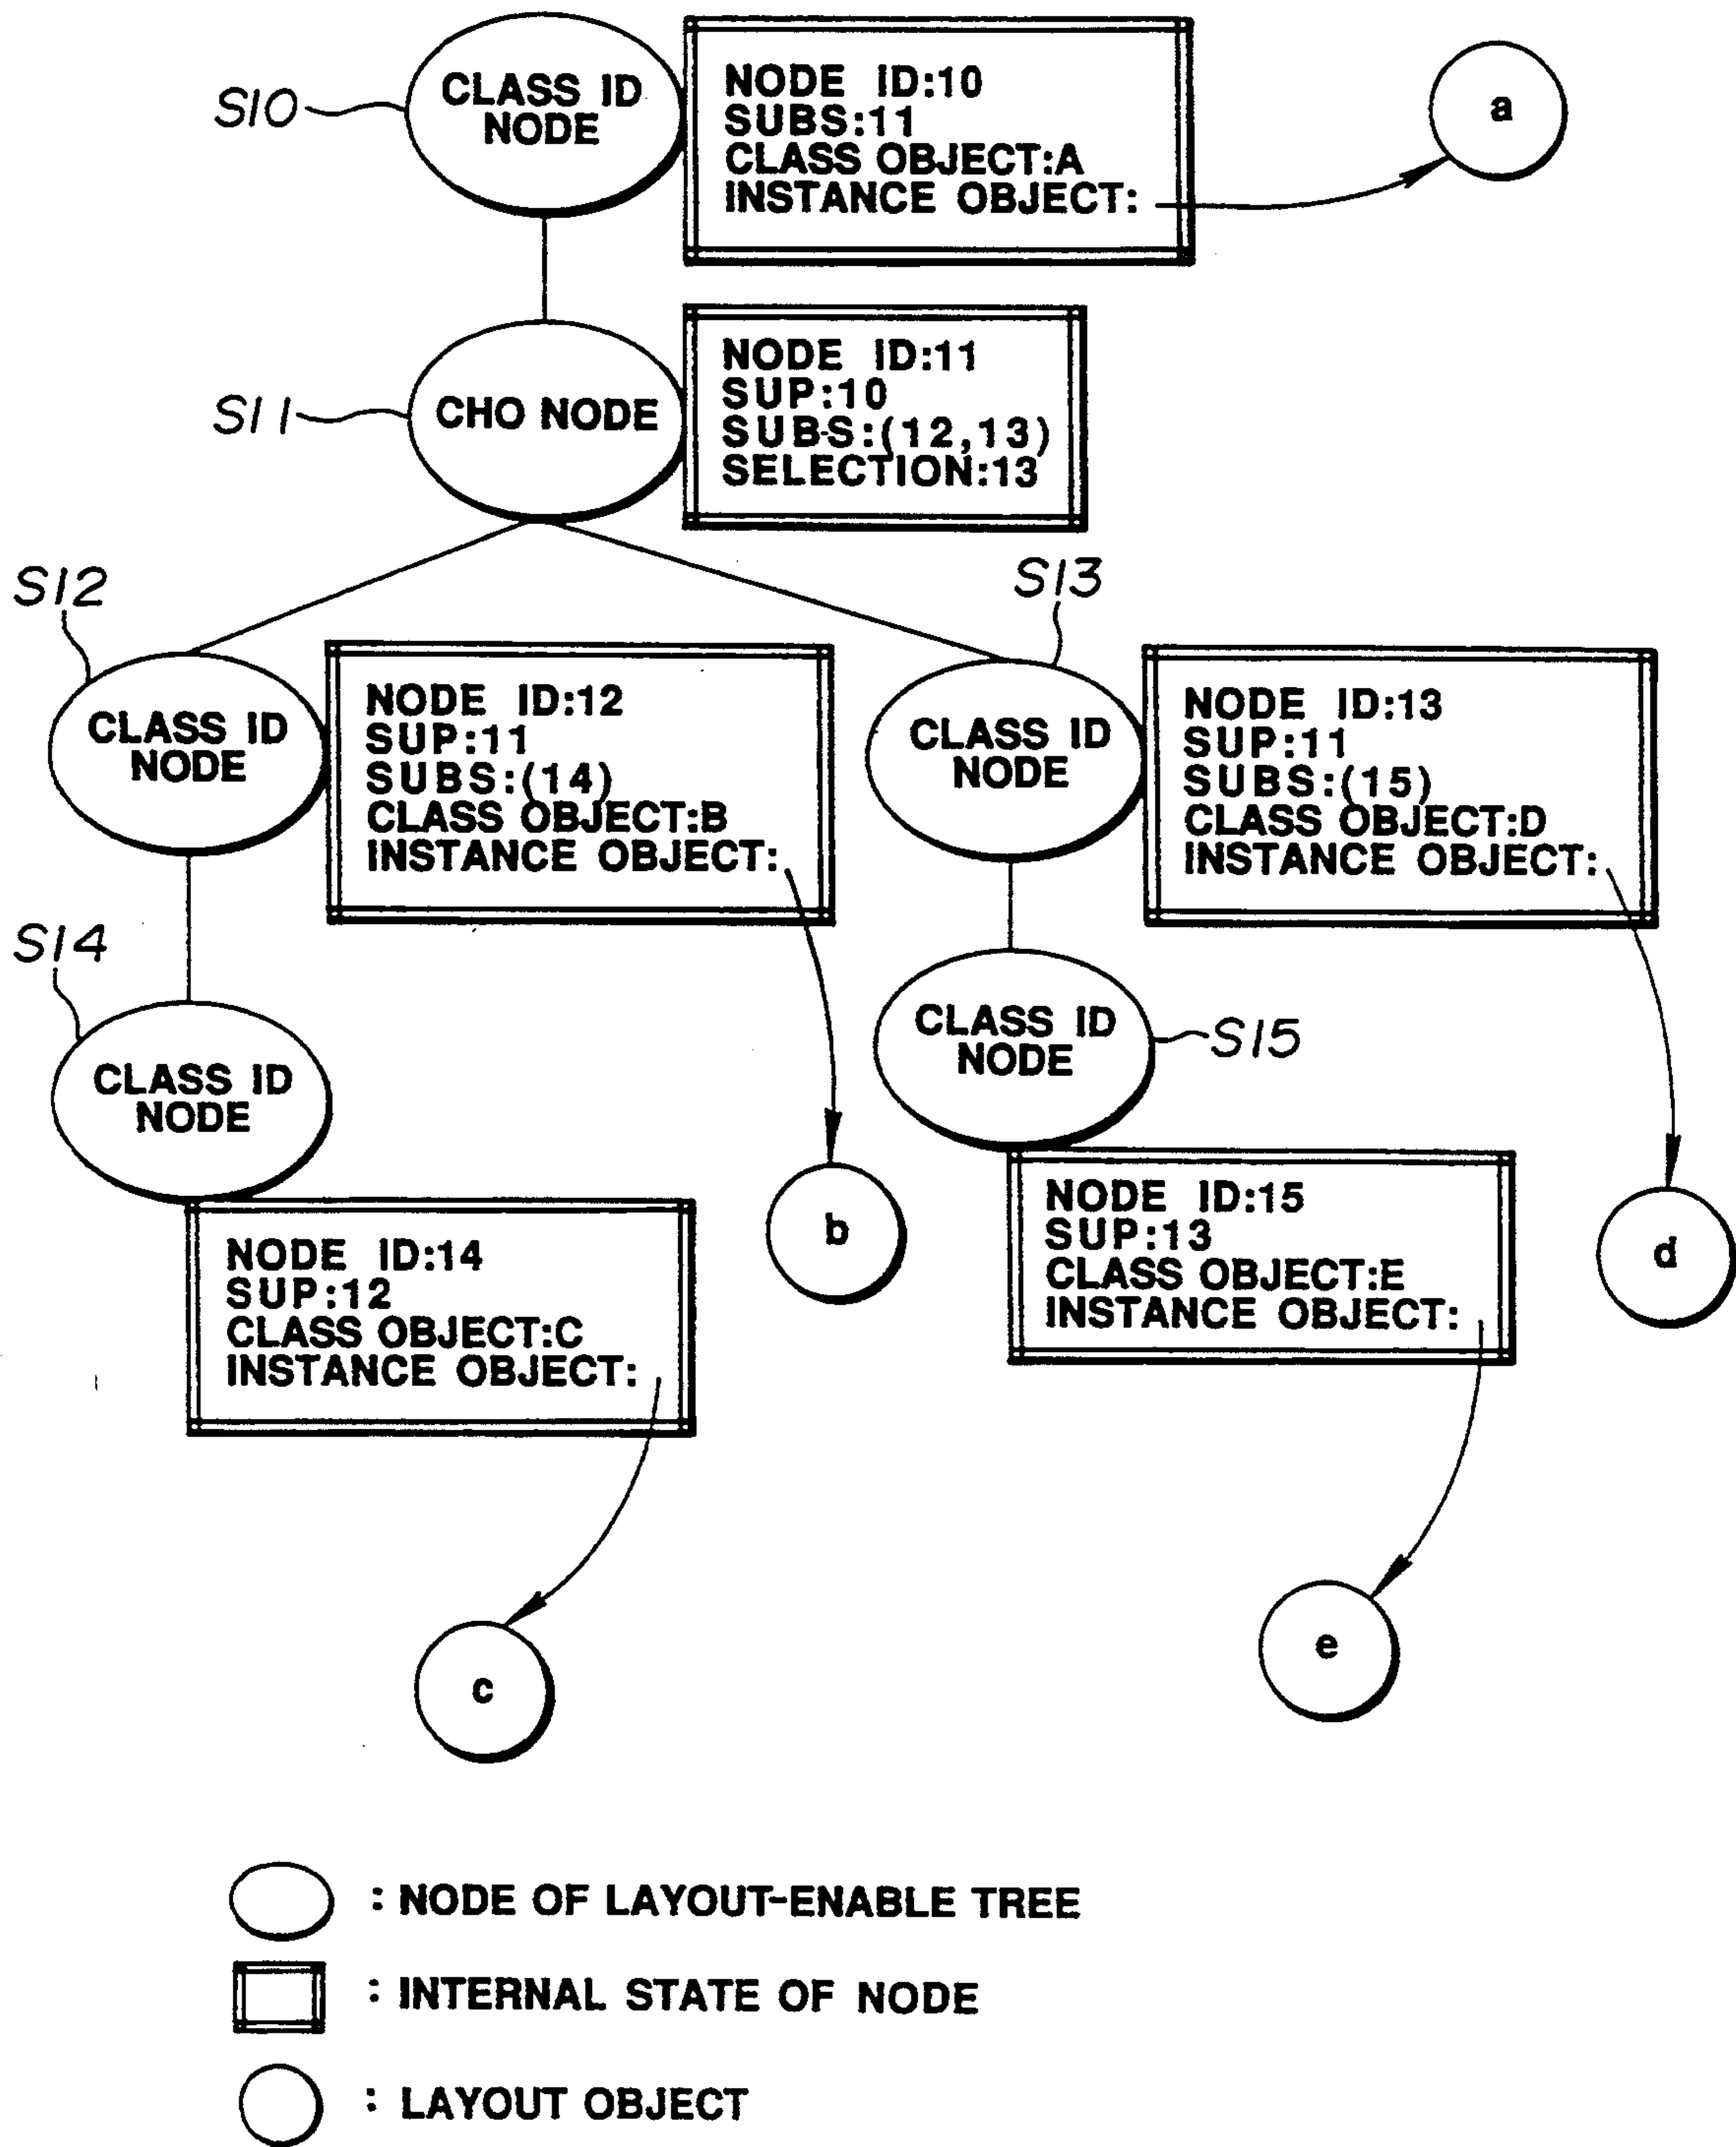 S10
CLASS ID
NODE
NODE ID:10
SUBS:11
CLASS OBJECT:A
INSTANCE OBJECT:
a
S11
CHO NODE
NODE ID:11
SUP:10
SUB-S:(12,13)
SELECTION:13
S12
CLASS ID
NODE
NODE ID:12
SUP:11
SUBS:(14)
CLASS OBJECT:B
INSTANCE OBJECT:
b
S13
CLASS ID
NODE
NODE ID:13
SUP:11
SUBS:(15)
CLASS OBJECT:D
INSTANCE OBJECT:
d
S14
CLASS ID
NODE
NODE ID:14
SUP:12
CLASS OBJECT:C
INSTANCE OBJECT:
c
CLASS ID
NODE
S15
NODE ID:15
SUP:13
CLASS OBJECT:E
INSTANCE OBJECT:
e
: NODE OF LAYOUT-ENABLE TREE
: INTERNAL STATE OF NODE
: LAYOUT OBJECT